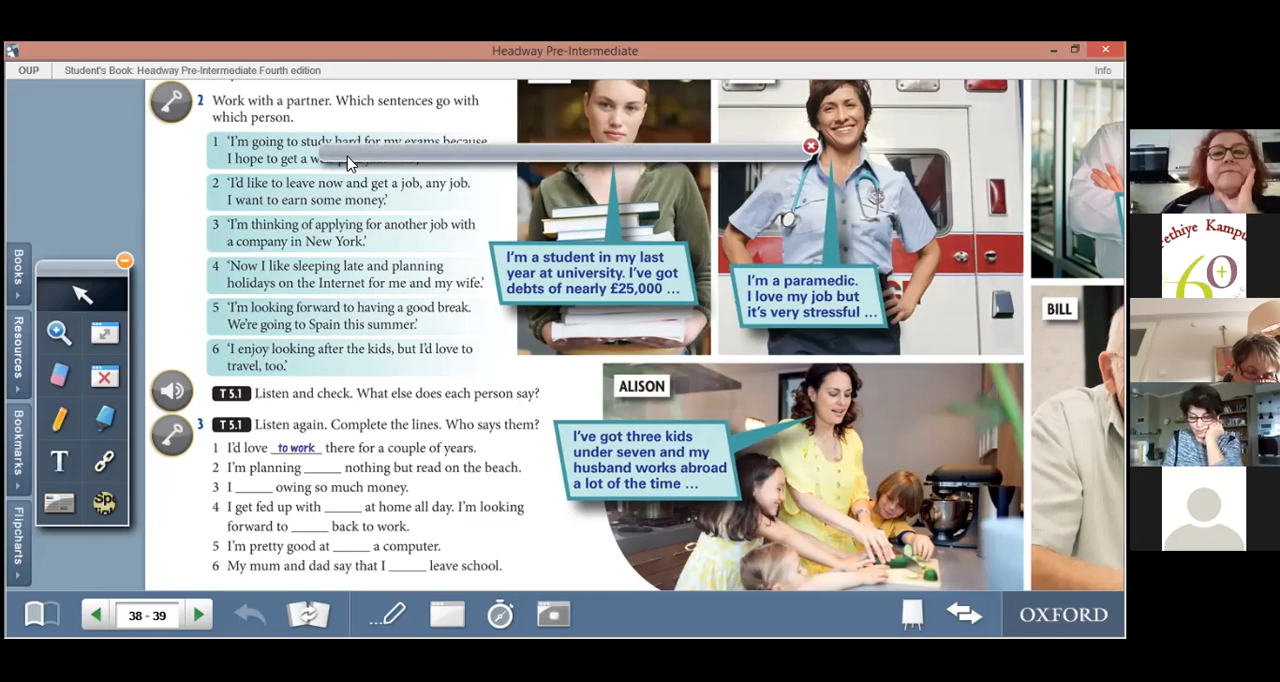 Headway Pre-Intermediate
OUP
Student's Book: Headway Pre-Intermediate Fourth edition
Info
2 Work with a partner. Which sentences go with
which person.
1 'I'm going to study hard for my exams because
I hope to get a
2 'I'd like to leave now and get a job, any job.
I want to earn some money.'
3 'I'm thinking of applying for another job with
a company in New York.'
4 'Now I like sleeping late and planning
holidays on the Internet for me and my wife.'
5 'I'm looking forward to having a good break.
We're going to Spain this summer.'
6 'I enjoy looking after the kids, but I'd love to
travel, too.'
T 5.1 Listen and check. What else does each person say?
3 T 5.1 Listen again. Complete the lines. Who says them?
1 I'd love to work there for a couple of years.
2 I'm planning _____ nothing but read on the beach.
3 I _____ owing so much money.
4 I get fed up with _____ at home all day. I'm looking
forward to _____ back to work.
5 I'm pretty good at _____ a computer.
6 My mum and dad say that I _____ leave school.
I'm a student in my last
year at university. I've got
debts of nearly £25,000 ...
I'm a paramedic.
I love my job but
it's very stressful ...
ALISON
I've got three kids
under seven and my
husband works abroad
a lot of the time ...
BILL
Books
Resources
Bookmarks
Flipcharts
T
Sp
38 - 39
OXFORD
60